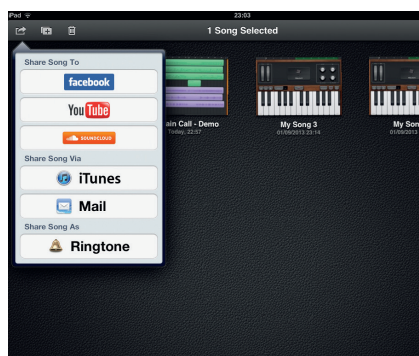 iPad
23:03
1 Song Selected
Share Song To
facebook
YouTube
SOUNDCLOUD
Share Song Via
iTunes
Mail
Share Song As
Ringtone
ain Call - Demo
Today, 22:57
My Song 3
01/09/2013 23:14
My Son
01/09/2013